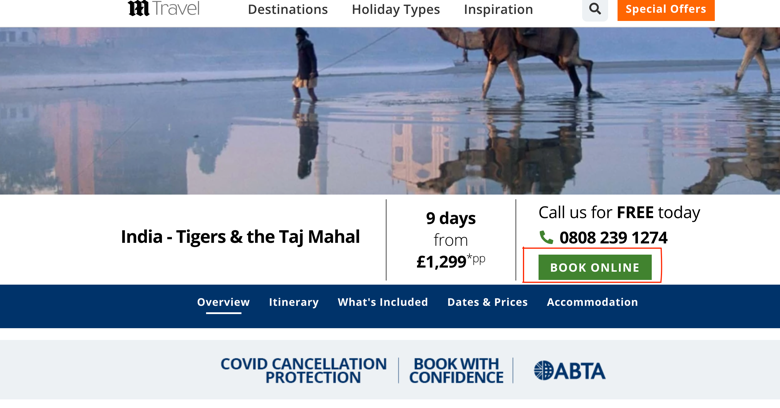 m Travel
Destinations
Holiday Types
Inspiration
Special Offers
India - Tigers & the Taj Mahal
9 days
from
£1,299*pp
Call us for FREE today
0808 239 1274
BOOK ONLINE
Overview
Itinerary
What's Included
Dates & Prices
Accommodation
COVID CANCELLATION
PROTECTION
BOOK WITH
CONFIDENCE
ABTA